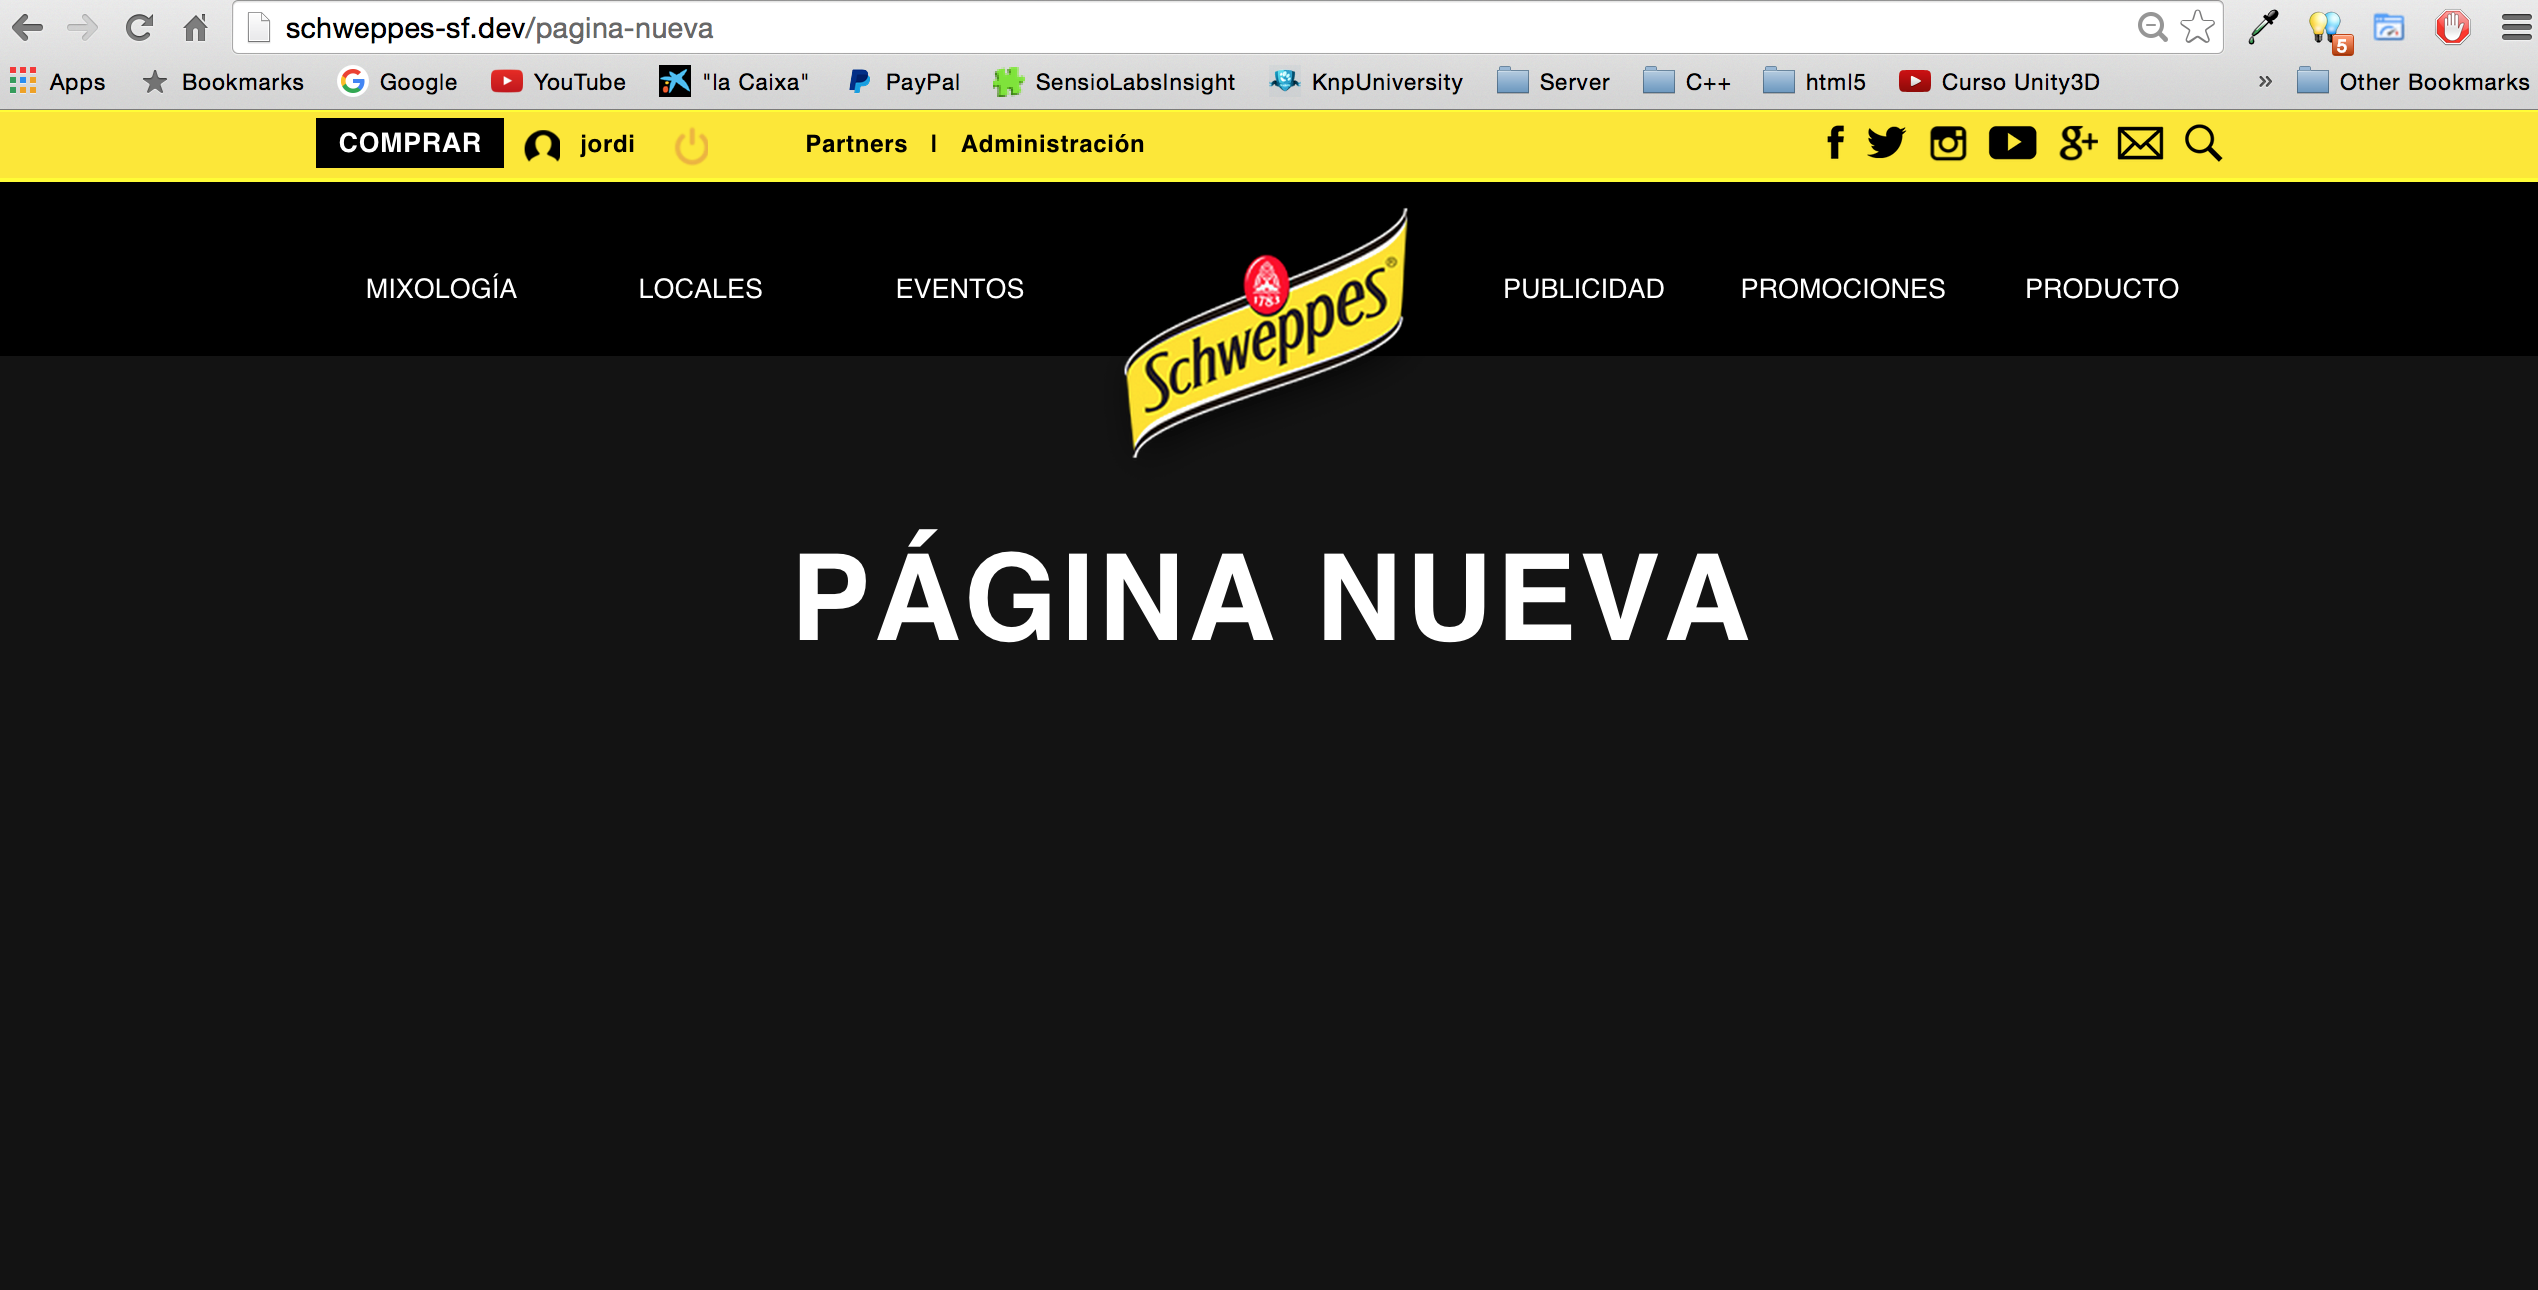 schweppes-sf.dev/pagina-nueva
Apps Bookmarks Google YouTube "la Caixa" PayPal SensioLabsInsight KnpUniversity Server C++ html5 Curso Unity3D » Other Bookmarks
5
COMPRAR jordi Partners | Administración
MIXOLOGÍA LOCALES EVENTOS PUBLICIDAD PROMOCIONES PRODUCTO
1783
Schweppes®
PÁGINA NUEVA